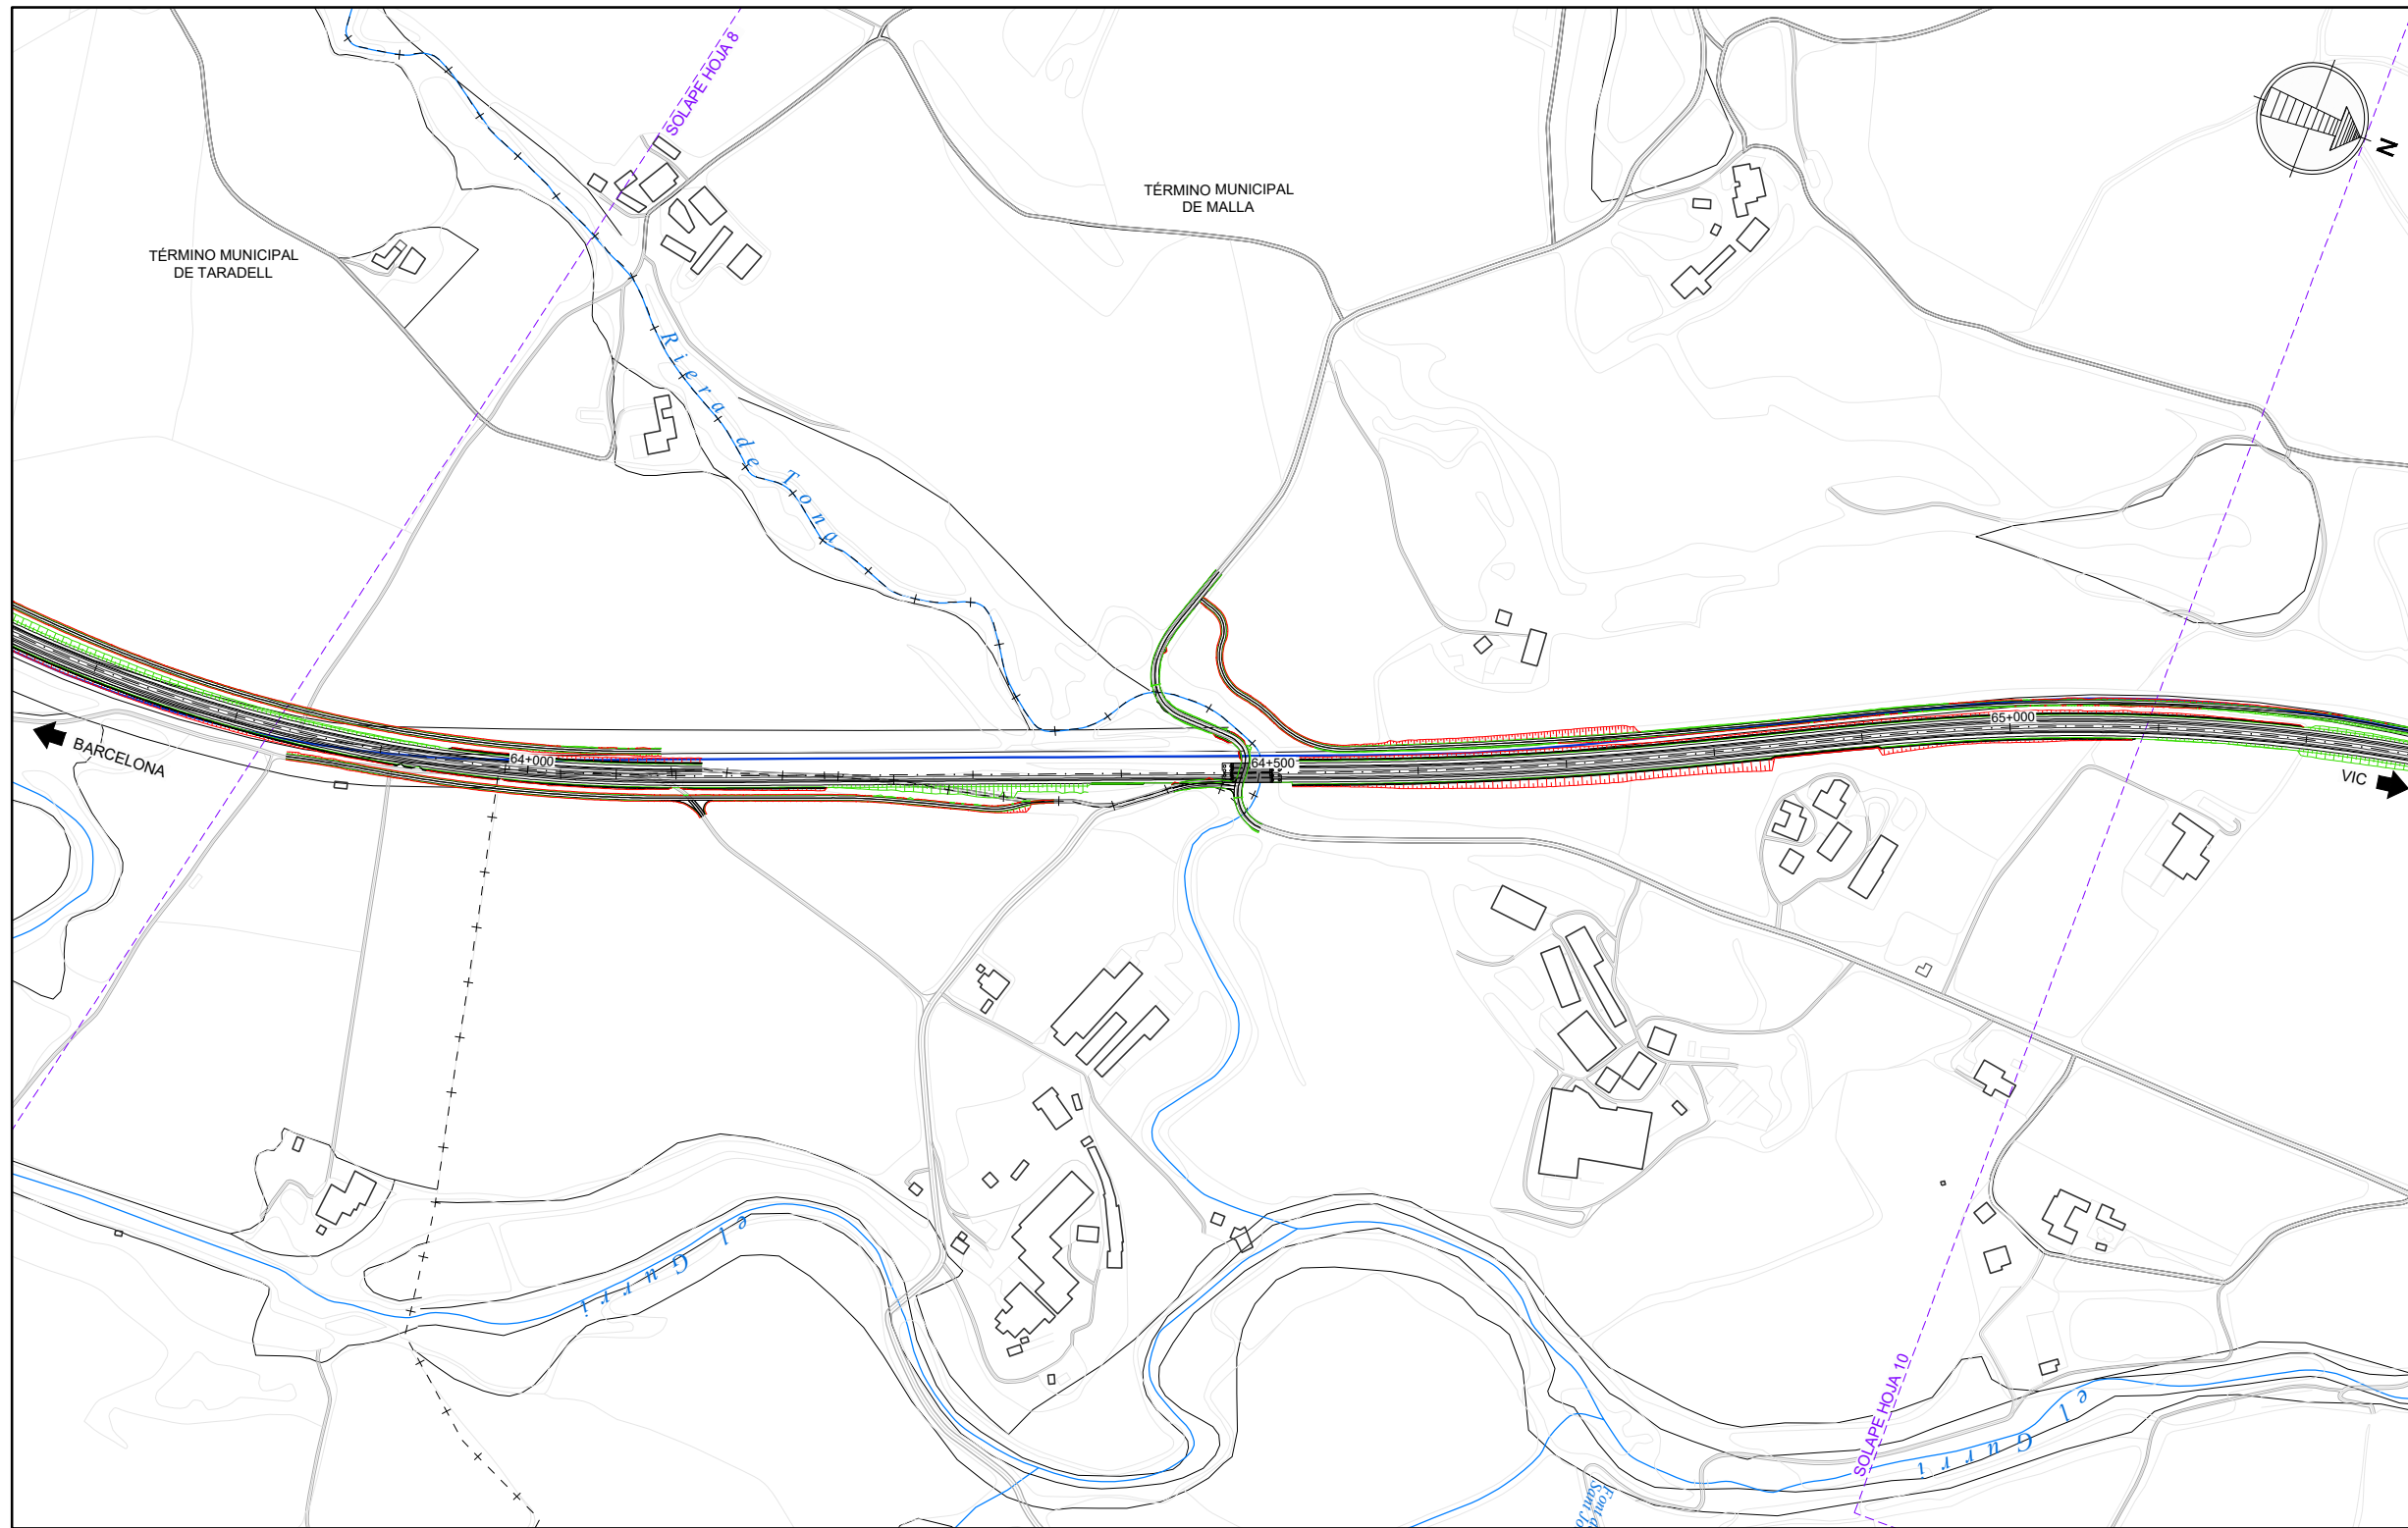 SOLAPE HOJA 8
N
TÉRMINO MUNICIPAL
DE MALLA
TÉRMINO MUNICIPAL
DE TARADELL
Riera de Tona
65+000
BARCELONA
64+000
64+500
VIC
el Gurri
SOLAPE HOJA 10
el Gurri